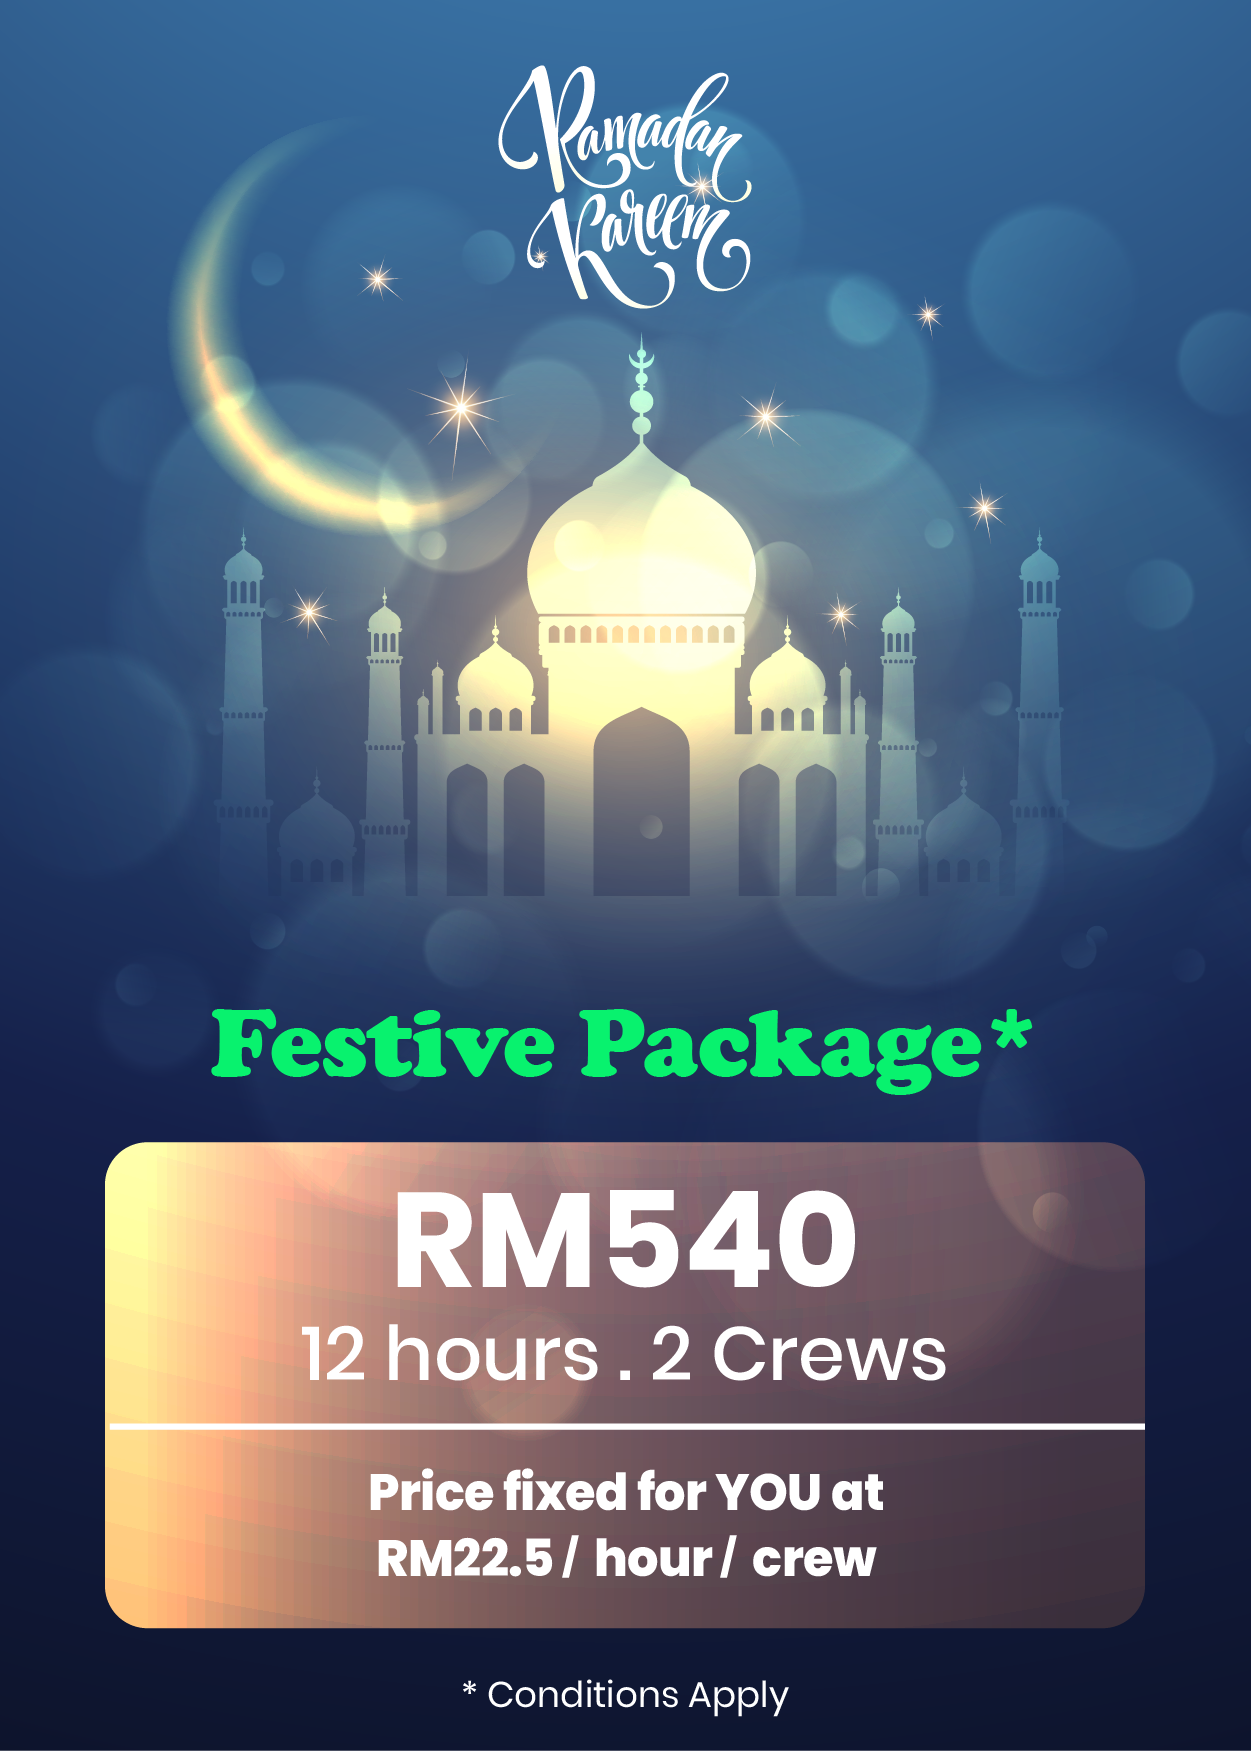 Ramadan
Kareem
Festive Package*
RM540
12 hours . 2 Crews
Price fixed for YOU at
RM22.5 / hour / crew
* Conditions Apply